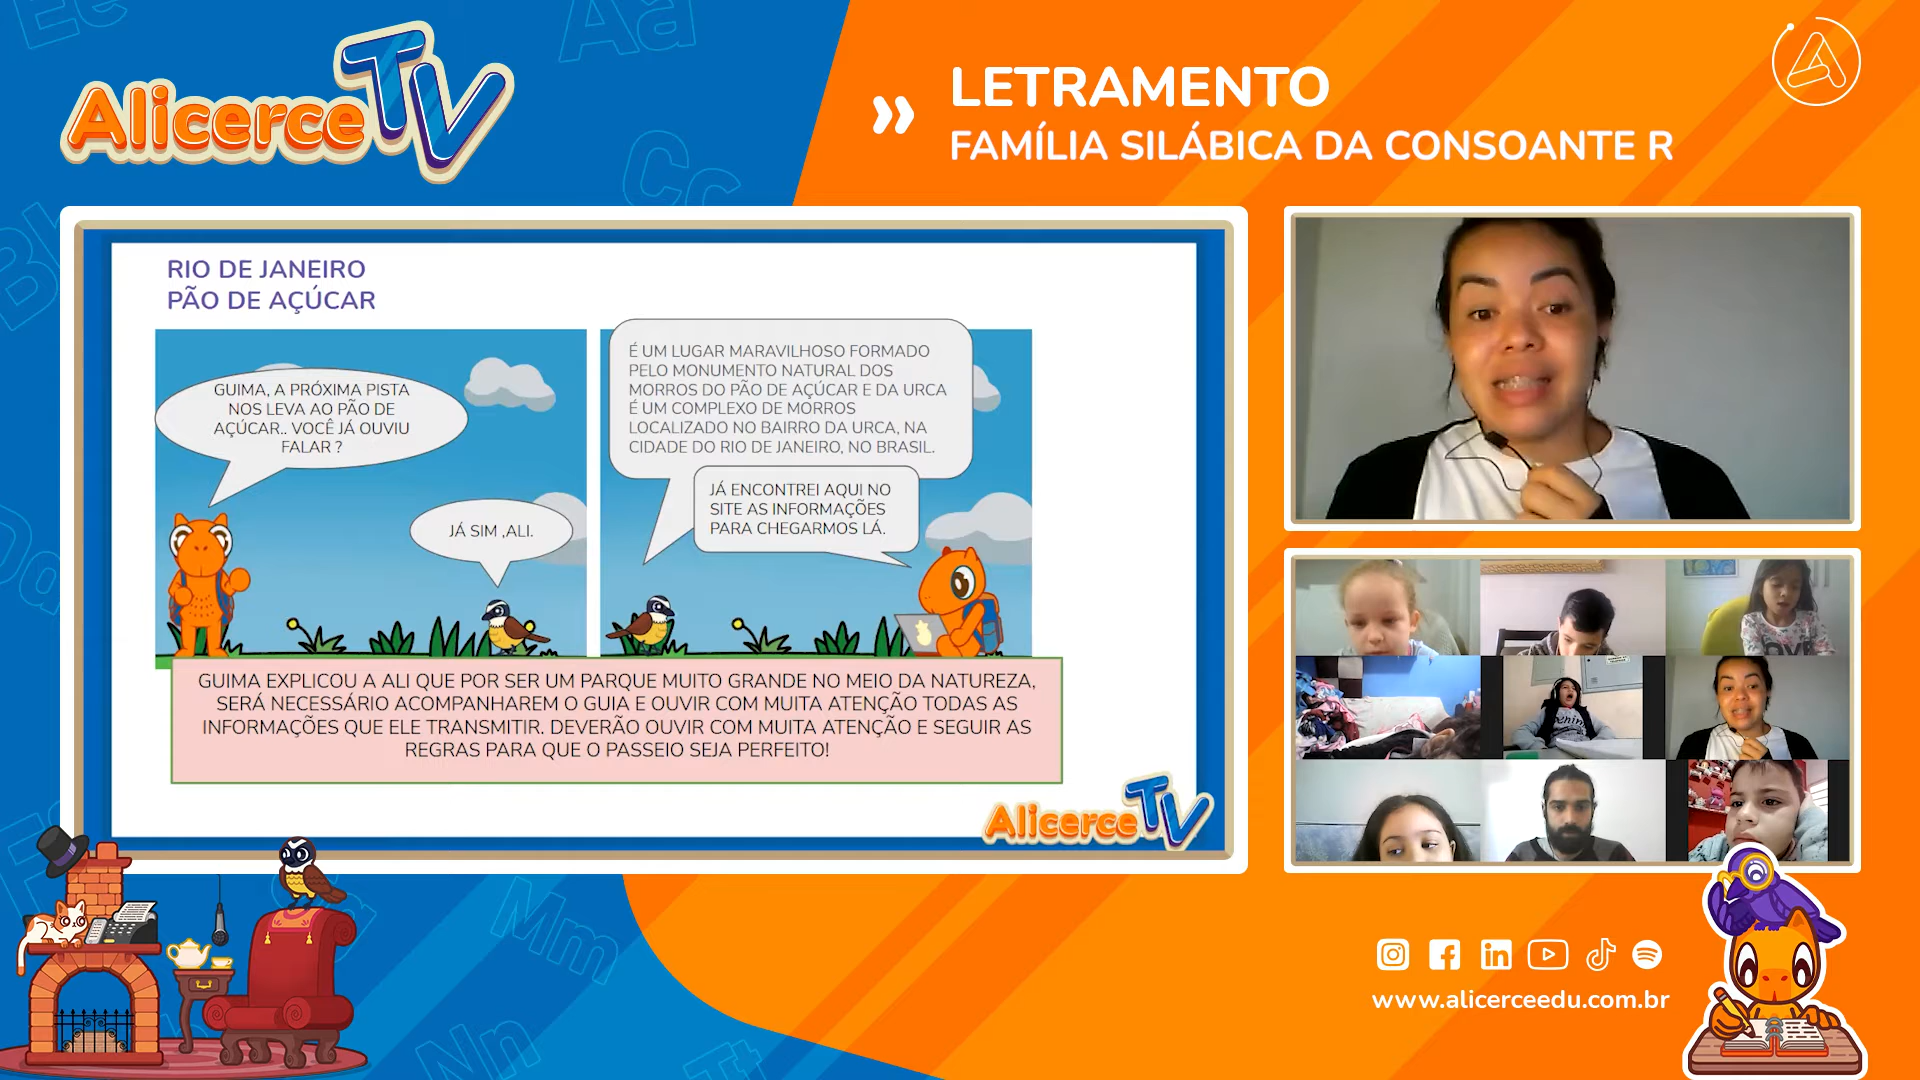 AlicerceTV
LETRAMENTO
FAMÍLIA SILÁBICA DA CONSOANTE R
RIO DE JANEIRO
PÃO DE AÇÚCAR
GUIMA, A PRÓXIMA PISTA
NOS LEVA AO PÃO DE
AÇÚCAR.. VOCÊ JÁ OUVIU
FALAR ?
JÁ SIM ,ALI.
É UM LUGAR MARAVILHOSO FORMADO
PELO MONUMENTO NATURAL DOS
MORROS DO PÃO DE AÇÚCAR E DA URCA
É UM COMPLEXO DE MORROS
LOCALIZADO NO BAIRRO DA URCA, NA
CIDADE DO RIO DE JANEIRO, NO BRASIL.
JÁ ENCONTREI AQUI NO
SITE AS INFORMAÇÕES
PARA CHEGARMOS LÁ.
GUIMA EXPLICOU A ALI QUE POR SER UM PARQUE MUITO GRANDE NO MEIO DA NATUREZA,
SERÁ NECESSÁRIO ACOMPANHAREM O GUIA E OUVIR COM MUITA ATENÇÃO TODAS AS
INFORMAÇÕES QUE ELE TRANSMITIR. DEVERÃO OUVIR COM MUITA ATENÇÃO E SEGUIR AS
REGRAS PARA QUE O PASSEIO SEJA PERFEITO!
AlicerceTV
www.alicerceedu.com.br
Aa
Cc
Mm
Nn